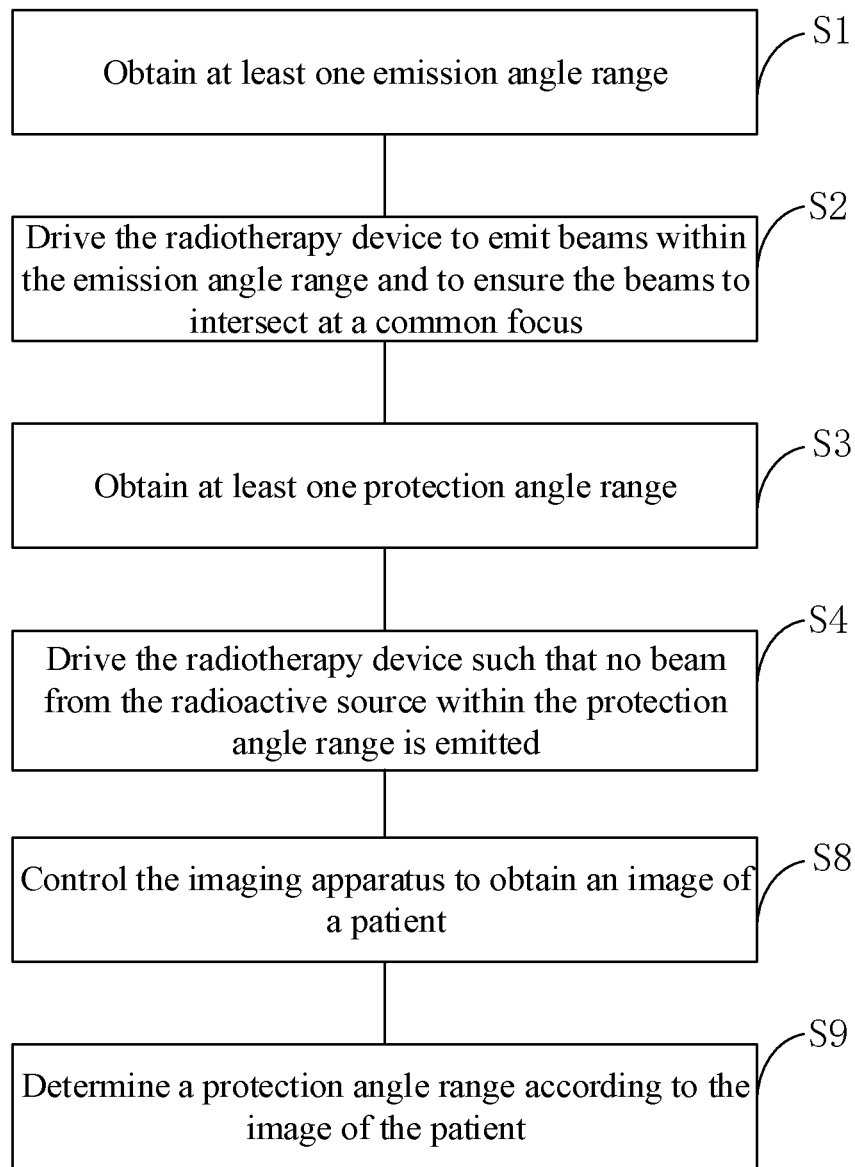 S1
Obtain at least one emission angle range
S2
Drive the radiotherapy device to emit beams within
the emission angle range and to ensure the beams to
intersect at a common focus
S3
Obtain at least one protection angle range
S4
Drive the radiotherapy device such that no beam
from the radioactive source within the protection
angle range is emitted
S8
Control the imaging apparatus to obtain an image of
a patient
S9
Determine a protection angle range according to the
image of the patient